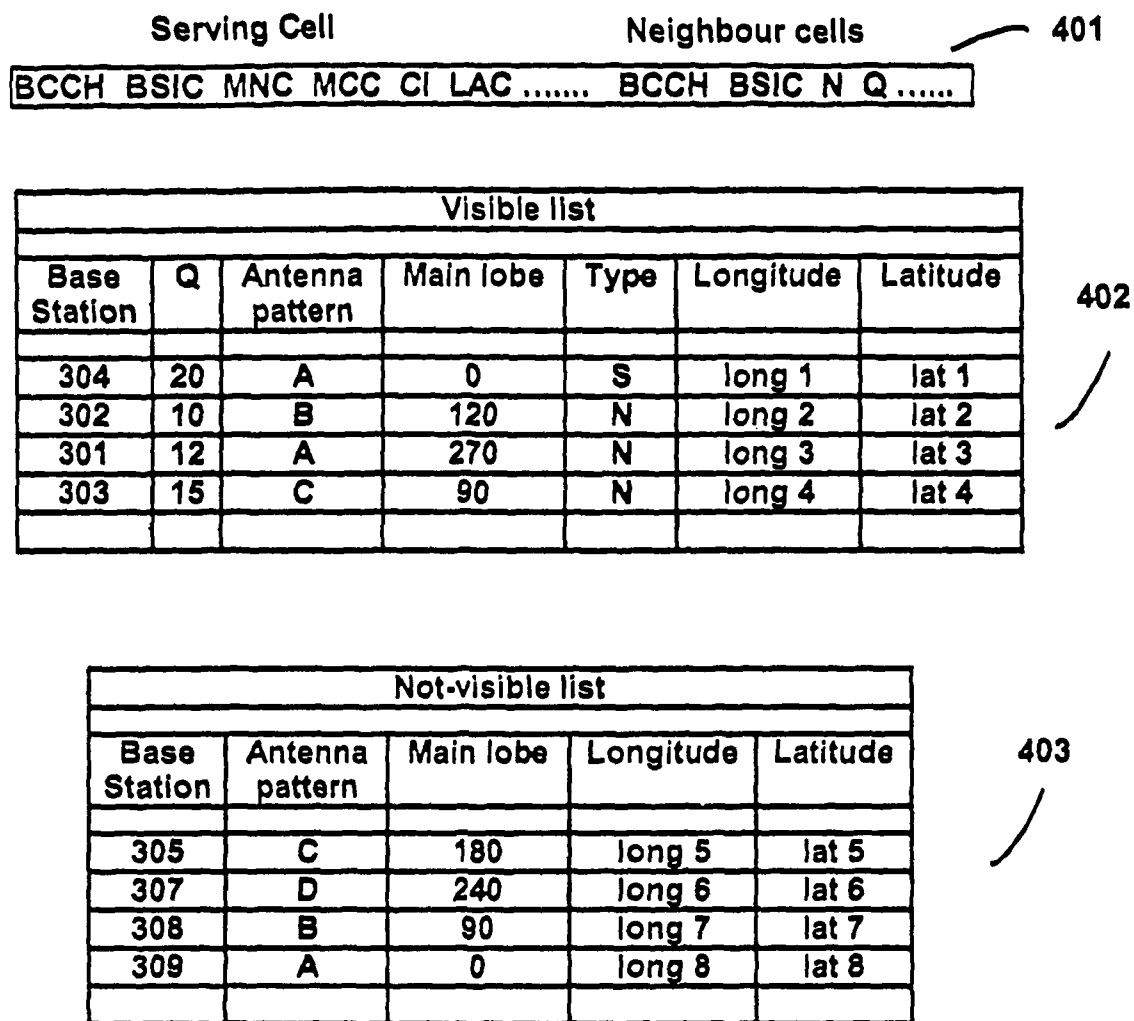 Serving Cell Neighbour cells 401
BCCH BSIC MNC MCC CI LAC ....... BCCH BSIC N Q ......
Visible list
Base Station Q Antenna pattern Main lobe Type Longitude Latitude
402
304 20 A 0 S long 1 lat 1
302 10 B 120 N long 2 lat 2
301 12 A 270 N long 3 lat 3
303 15 C 90 N long 4 lat 4
Not-visible list
Base Station Antenna pattern Main lobe Longitude Latitude
403
305 C 180 long 5 lat 5
307 D 240 long 6 lat 6
308 B 90 long 7 lat 7
309 A 0 long 8 lat 8